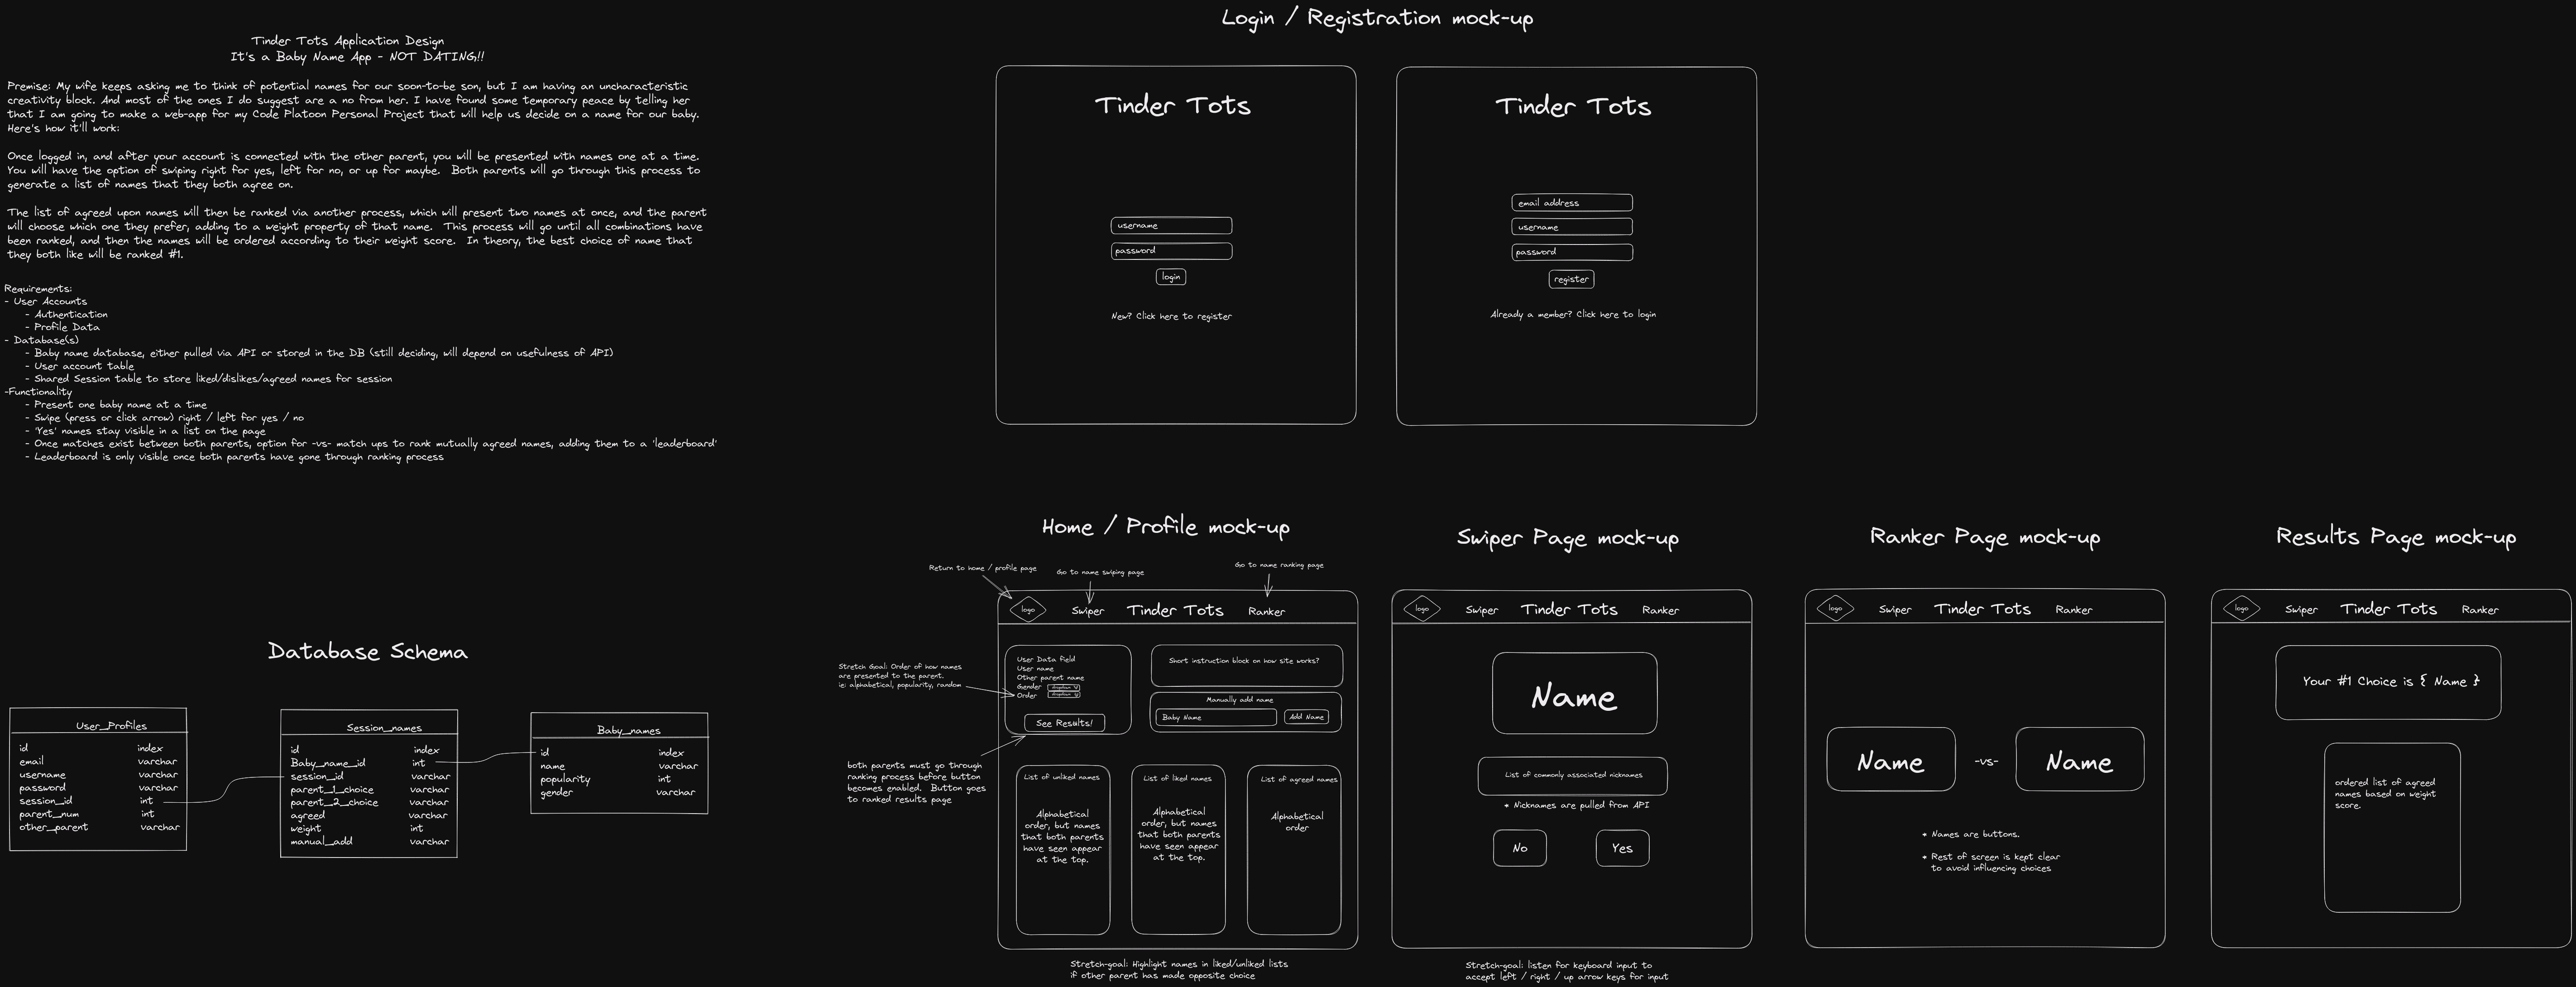 Tinder Tots Application Design
It's a Baby Name App - NOT DATING!!
Premise: My wife keeps asking me to think of potential names for our soon-to-be son, but I am having an uncharacteristic
creativity block. And most of the ones I do suggest are a no from her. I have found some temporary peace by telling her
that I am going to make a web-app for my Code Platoon Personal Project that will help us decide on a name for our baby.
Here's how it'll work:
Once logged in, and after your account is connected with the other parent, you will be presented with names one at a time.
You will have the option of swiping right for yes, left for no, or up for maybe. Both parents will go through this process to
generate a list of names that they both agree on.
The list of agreed upon names will then be ranked via another process, which will present two names at once, and the parent
will choose which one they prefer, adding to a weight property of that name. This process will go until all combinations have
been ranked, and then the names will be ordered according to their weight score. In theory, the best choice of name that
they both like will be ranked #1.
Requirements:
- User Accounts
- Authentication
- Profile Data
- Database(s)
- Baby name database, either pulled via API or stored in the DB (still deciding, will depend on usefulness of API)
- User account table
- Shared Session table to store liked/dislikes/agreed names for session
-Functionality
- Present one baby name at a time
- Swipe (press or click arrow) right / left for yes / no
- 'Yes' names stay visible in a list on the page
- Once matches exist between both parents, option for -vs- match ups to rank mutually agreed names, adding them to a 'leaderboard'
- Leaderboard is only visible once both parents have gone through ranking process
Login / Registration mock-up
Tinder Tots
username
password
login
New? Click here to register
Tinder Tots
email address
username
password
register
Already a member? Click here to login
Database Schema
User_Profiles
id index
email varchar
username varchar
password varchar
session_id int
parent_num int
other_parent varchar
Session_names
id index
Baby_name_id int
session_id varchar
parent_1_choice varchar
parent_2_choice varchar
agreed varchar
weight int
manual_add varchar
Baby_names
id index
name varchar
popularity int
gender varchar
Home / Profile mock-up
Return to home / profile page
Go to name swiping page
Go to name ranking page
logo
Swiper
Tinder Tots
Ranker
Stretch Goal: Order of how names
are presented to the parent.
ie: alphabetical, popularity, random
User Data field
User name
Other parent name
Gender dropdown V
Order dropdown V
See Results!
Short instruction block on how site works?
Manually add name
Baby Name
Add Name
both parents must go through
ranking process before button
becomes enabled. Button goes
to ranked results page
List of unliked names
Alphabetical
order, but names
that both parents
have seen appear
at the top.
List of liked names
Alphabetical
order, but names
that both parents
have seen appear
at the top.
List of agreed names
Alphabetical
order
Stretch-goal: Highlight names in liked/unliked lists
if other parent has made opposite choice
Swiper Page mock-up
logo
Swiper
Tinder Tots
Ranker
Name
List of commonly associated nicknames
* Nicknames are pulled from API
No
Yes
Stretch-goal: listen for keyboard input to
accept left / right / up arrow keys for input
Ranker Page mock-up
logo
Swiper
Tinder Tots
Ranker
Name
-vs-
Name
* Names are buttons.
* Rest of screen is kept clear
to avoid influencing choices
Results Page mock-up
logo
Swiper
Tinder Tots
Ranker
Your #1 Choice is { Name }
ordered list of agreed
names based on weight
score.